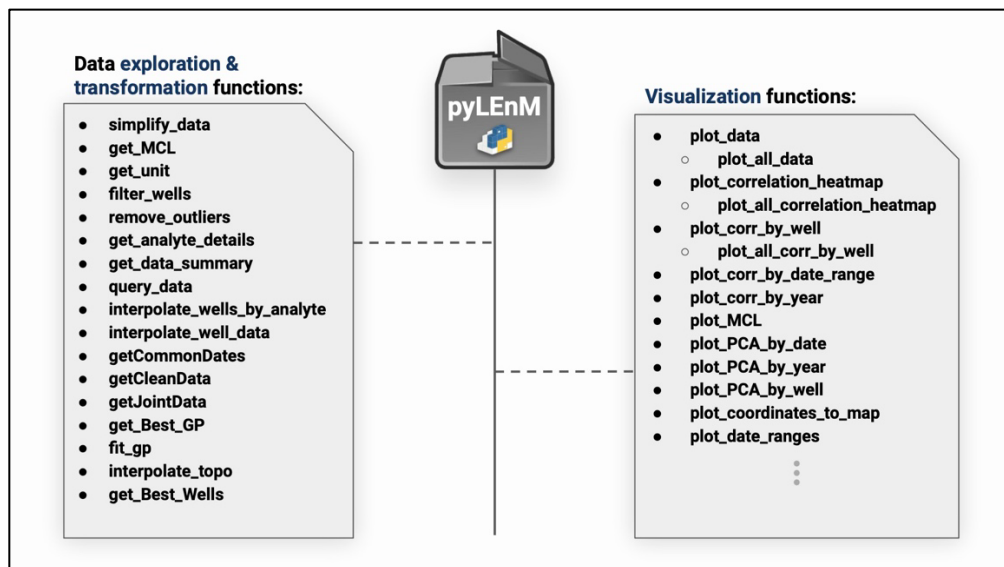 Data exploration &
transformation functions:
● simplify_data
● get_MCL
● get_unit
● filter_wells
● remove_outliers
● get_analyte_details
● get_data_summary
● query_data
● interpolate_wells_by_analyte
● interpolate_well_data
● getCommonDates
● getCleanData
● getJointData
● get_Best_GP
● fit_gp
● interpolate_topo
● get_Best_Wells
pyLEnM
Visualization functions:
● plot_data
○ plot_all_data
● plot_correlation_heatmap
○ plot_all_correlation_heatmap
● plot_corr_by_well
○ plot_all_corr_by_well
● plot_corr_by_date_range
● plot_corr_by_year
● plot_MCL
● plot_PCA_by_date
● plot_PCA_by_year
● plot_PCA_by_well
● plot_coordinates_to_map
● plot_date_ranges